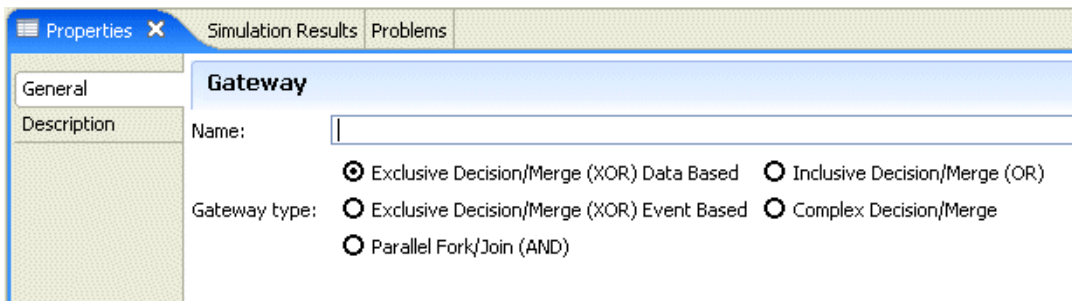 Properties Simulation Results Problems
General Gateway
Description Name:
Exclusive Decision/Merge (XOR) Data Based Inclusive Decision/Merge (OR)
Gateway type: Exclusive Decision/Merge (XOR) Event Based Complex Decision/Merge
Parallel Fork/Join (AND)